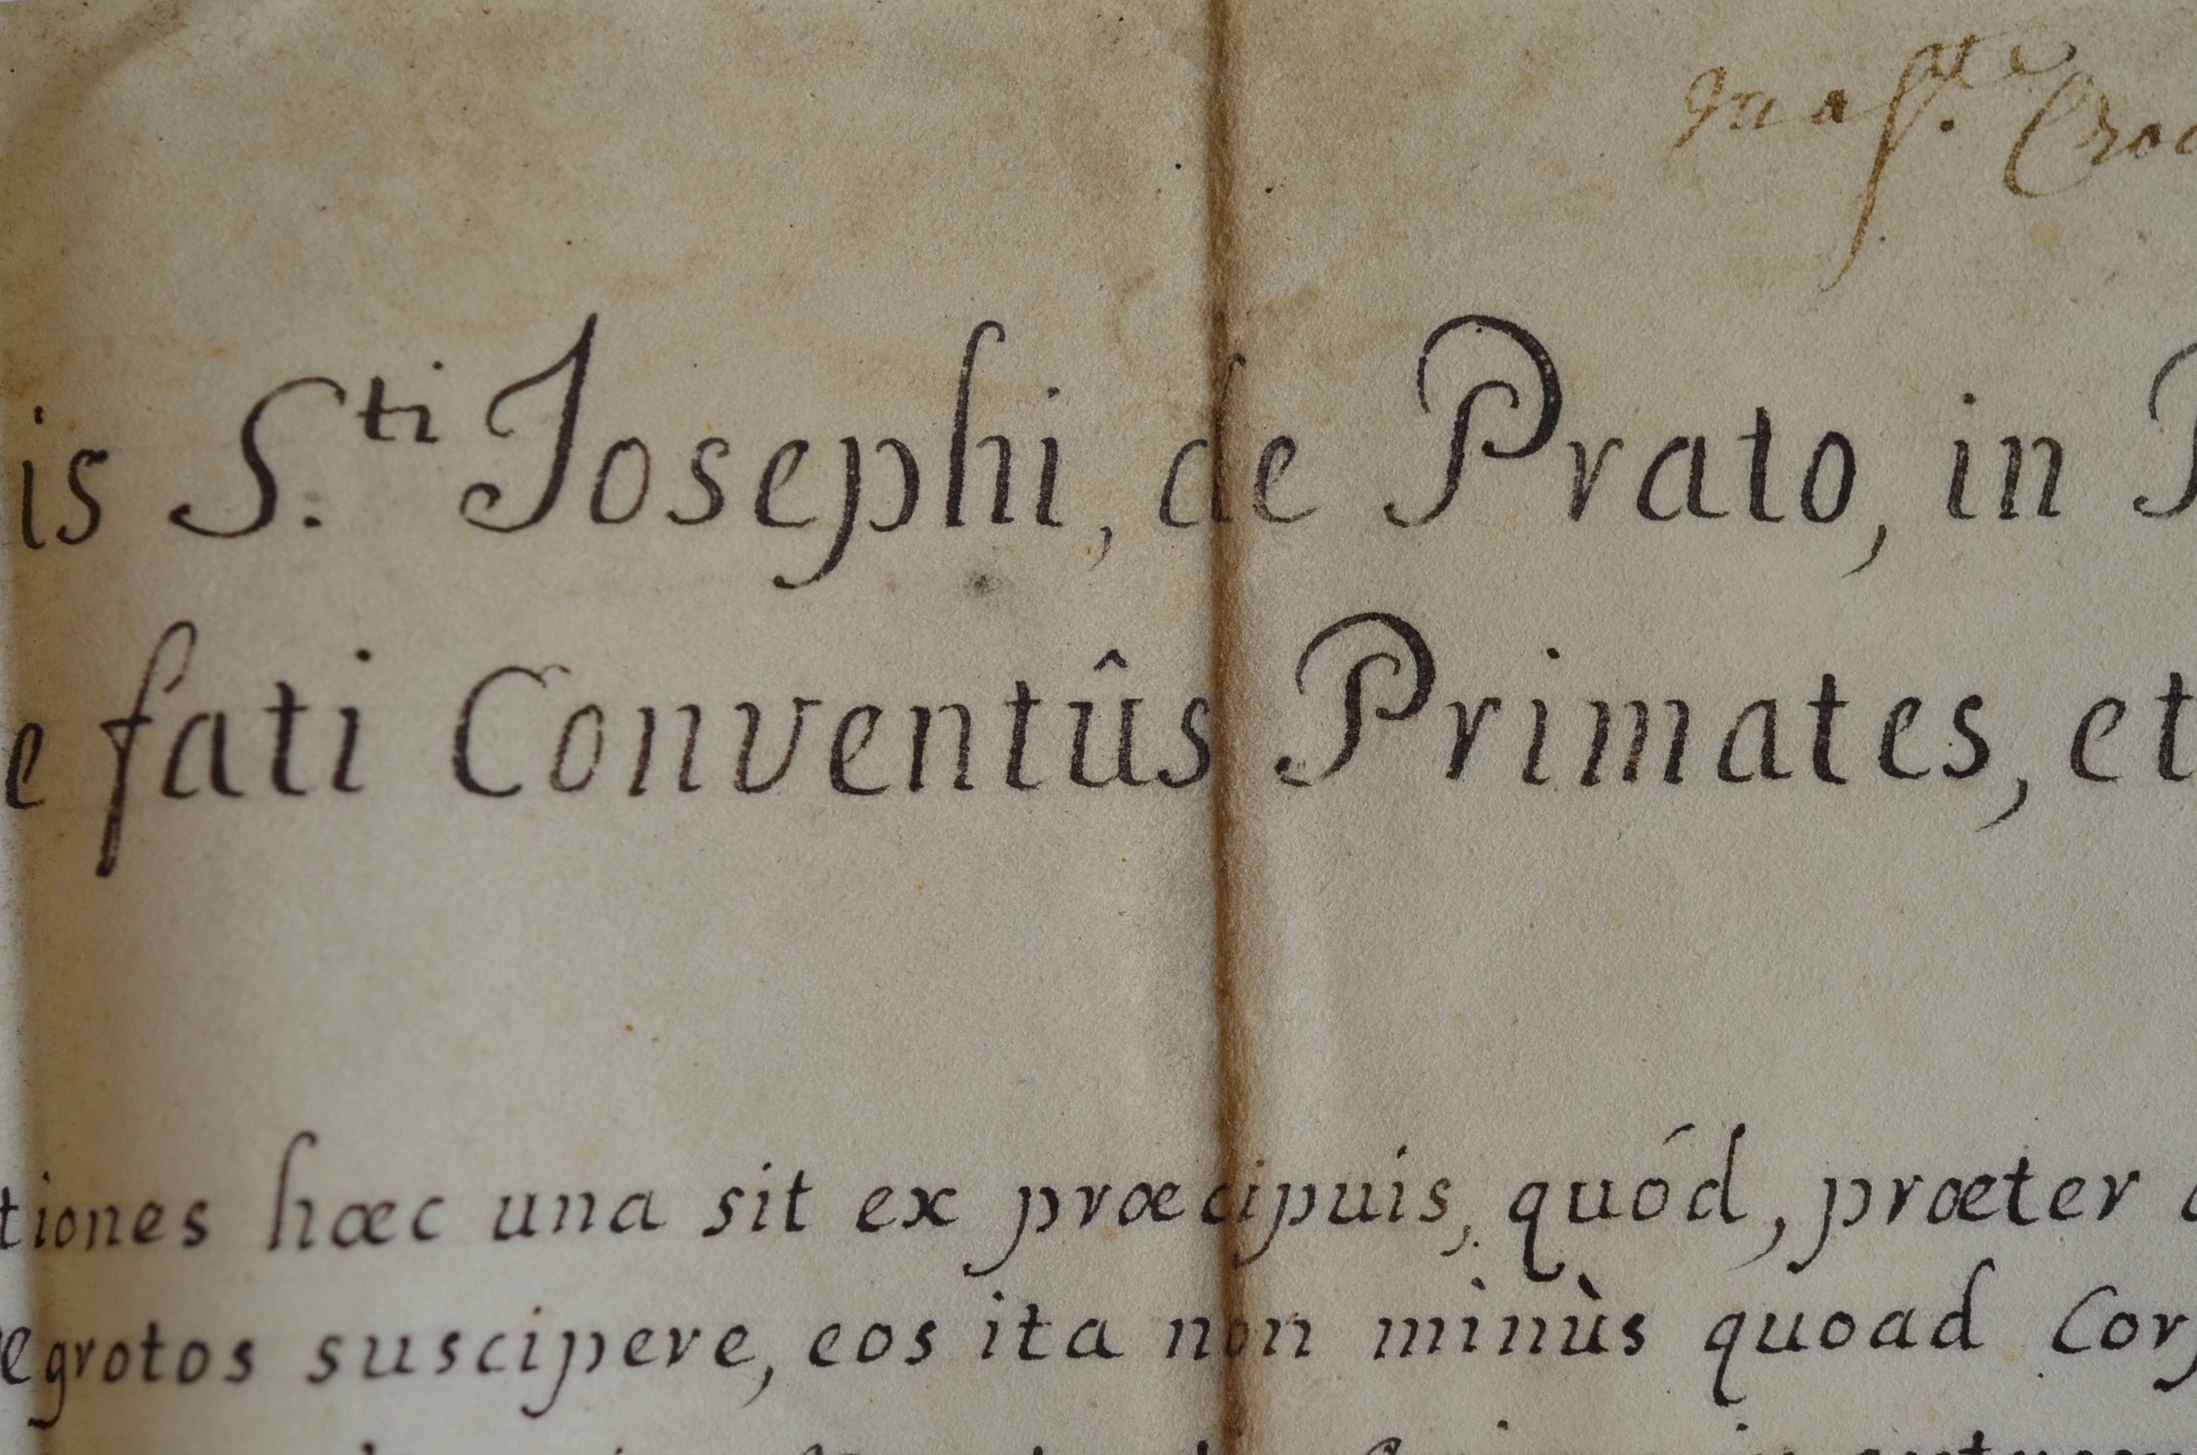 is S.ti Josephi, de Prato, in P
e fati Conventûs Primates, et
tiones hæc una sit ex præcipuis, quód, præter
egrotos suscipere, eos ita non minùs quoad Corp